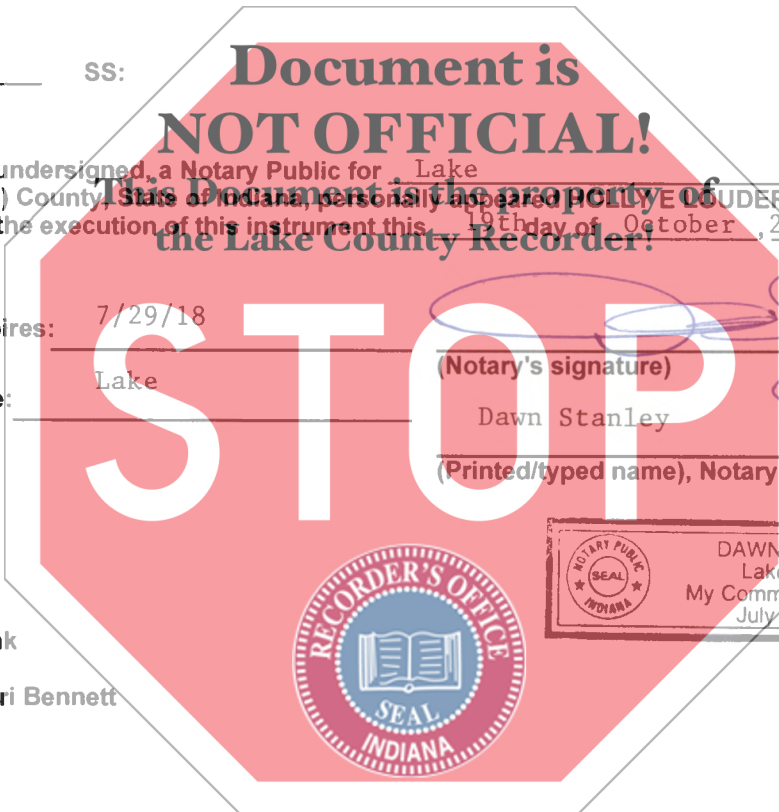 SS:
Document is
NOT OFFICIAL!
undersigned, a Notary Public for Lake
This Document is the property of
) County, State of Indiana, personally appeared HOLLY E LOUDER
the execution of this instrument this 19th day of October , 2
the Lake County Recorder!
ires: 7/29/18
STOP
e: Lake
(Notary's signature)
Dawn Stanley
(Printed/typed name), Notary
NOTARY PUBLIC
SEAL
INDIANA
DAWN
Lake
My Comm
July
RECORDER'S OFFICE
SEAL
INDIANA
k
ri Bennett